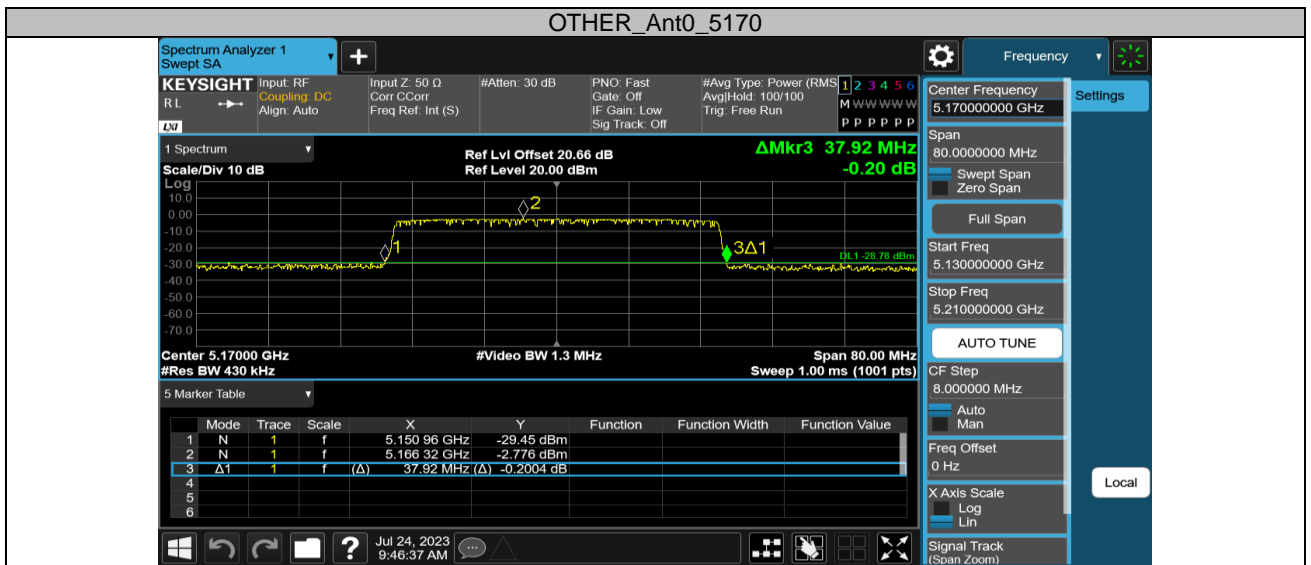 OTHER_Ant0_5170
Spectrum Analyzer 1
Swept SA
+
Frequency
KEYSIGHT
R L
LXI
Input: RF
Coupling: DC
Align: Auto
Input Z: 50 Ω
Corr CCorr
Freq Ref: Int (S)
#Atten: 30 dB
PNO: Fast
Gate: Off
IF Gain: Low
Sig Track: Off
#Avg Type: Power (RMS
Avg|Hold: 100/100
Trig: Free Run
1 2 3 4 5 6
M W W W W W
P P P P P P
1 Spectrum
Scale/Div 10 dB
Ref Lvl Offset 20.66 dB
Ref Level 20.00 dBm
ΔMkr3 37.92 MHz
-0.20 dB
Log
10.0
0.00
-10.0
-20.0
-30.0
-40.0
-50.0
-60.0
-70.0
2
1
3Δ1
DL1 -28.78 dBm
Center 5.17000 GHz
#Video BW 1.3 MHz
Span 80.00 MHz
#Res BW 430 kHz
Sweep 1.00 ms (1001 pts)
5 Marker Table
Mode Trace Scale X Y Function Function Width Function Value
1 N 1 f 5.150 96 GHz -29.45 dBm
2 N 1 f 5.166 32 GHz -2.776 dBm
3 Δ1 1 f (Δ) 37.92 MHz (Δ) -0.2004 dB
4
5
6
?
Jul 24, 2023
9:46:37 AM
Center Frequency
5.170000000 GHz
Span
80.0000000 MHz
Swept Span
Zero Span
Full Span
Start Freq
5.130000000 GHz
Stop Freq
5.210000000 GHz
AUTO TUNE
CF Step
8.000000 MHz
Auto
Man
Freq Offset
0 Hz
X Axis Scale
Log
Lin
Signal Track
(Span Zoom)
Settings
Local